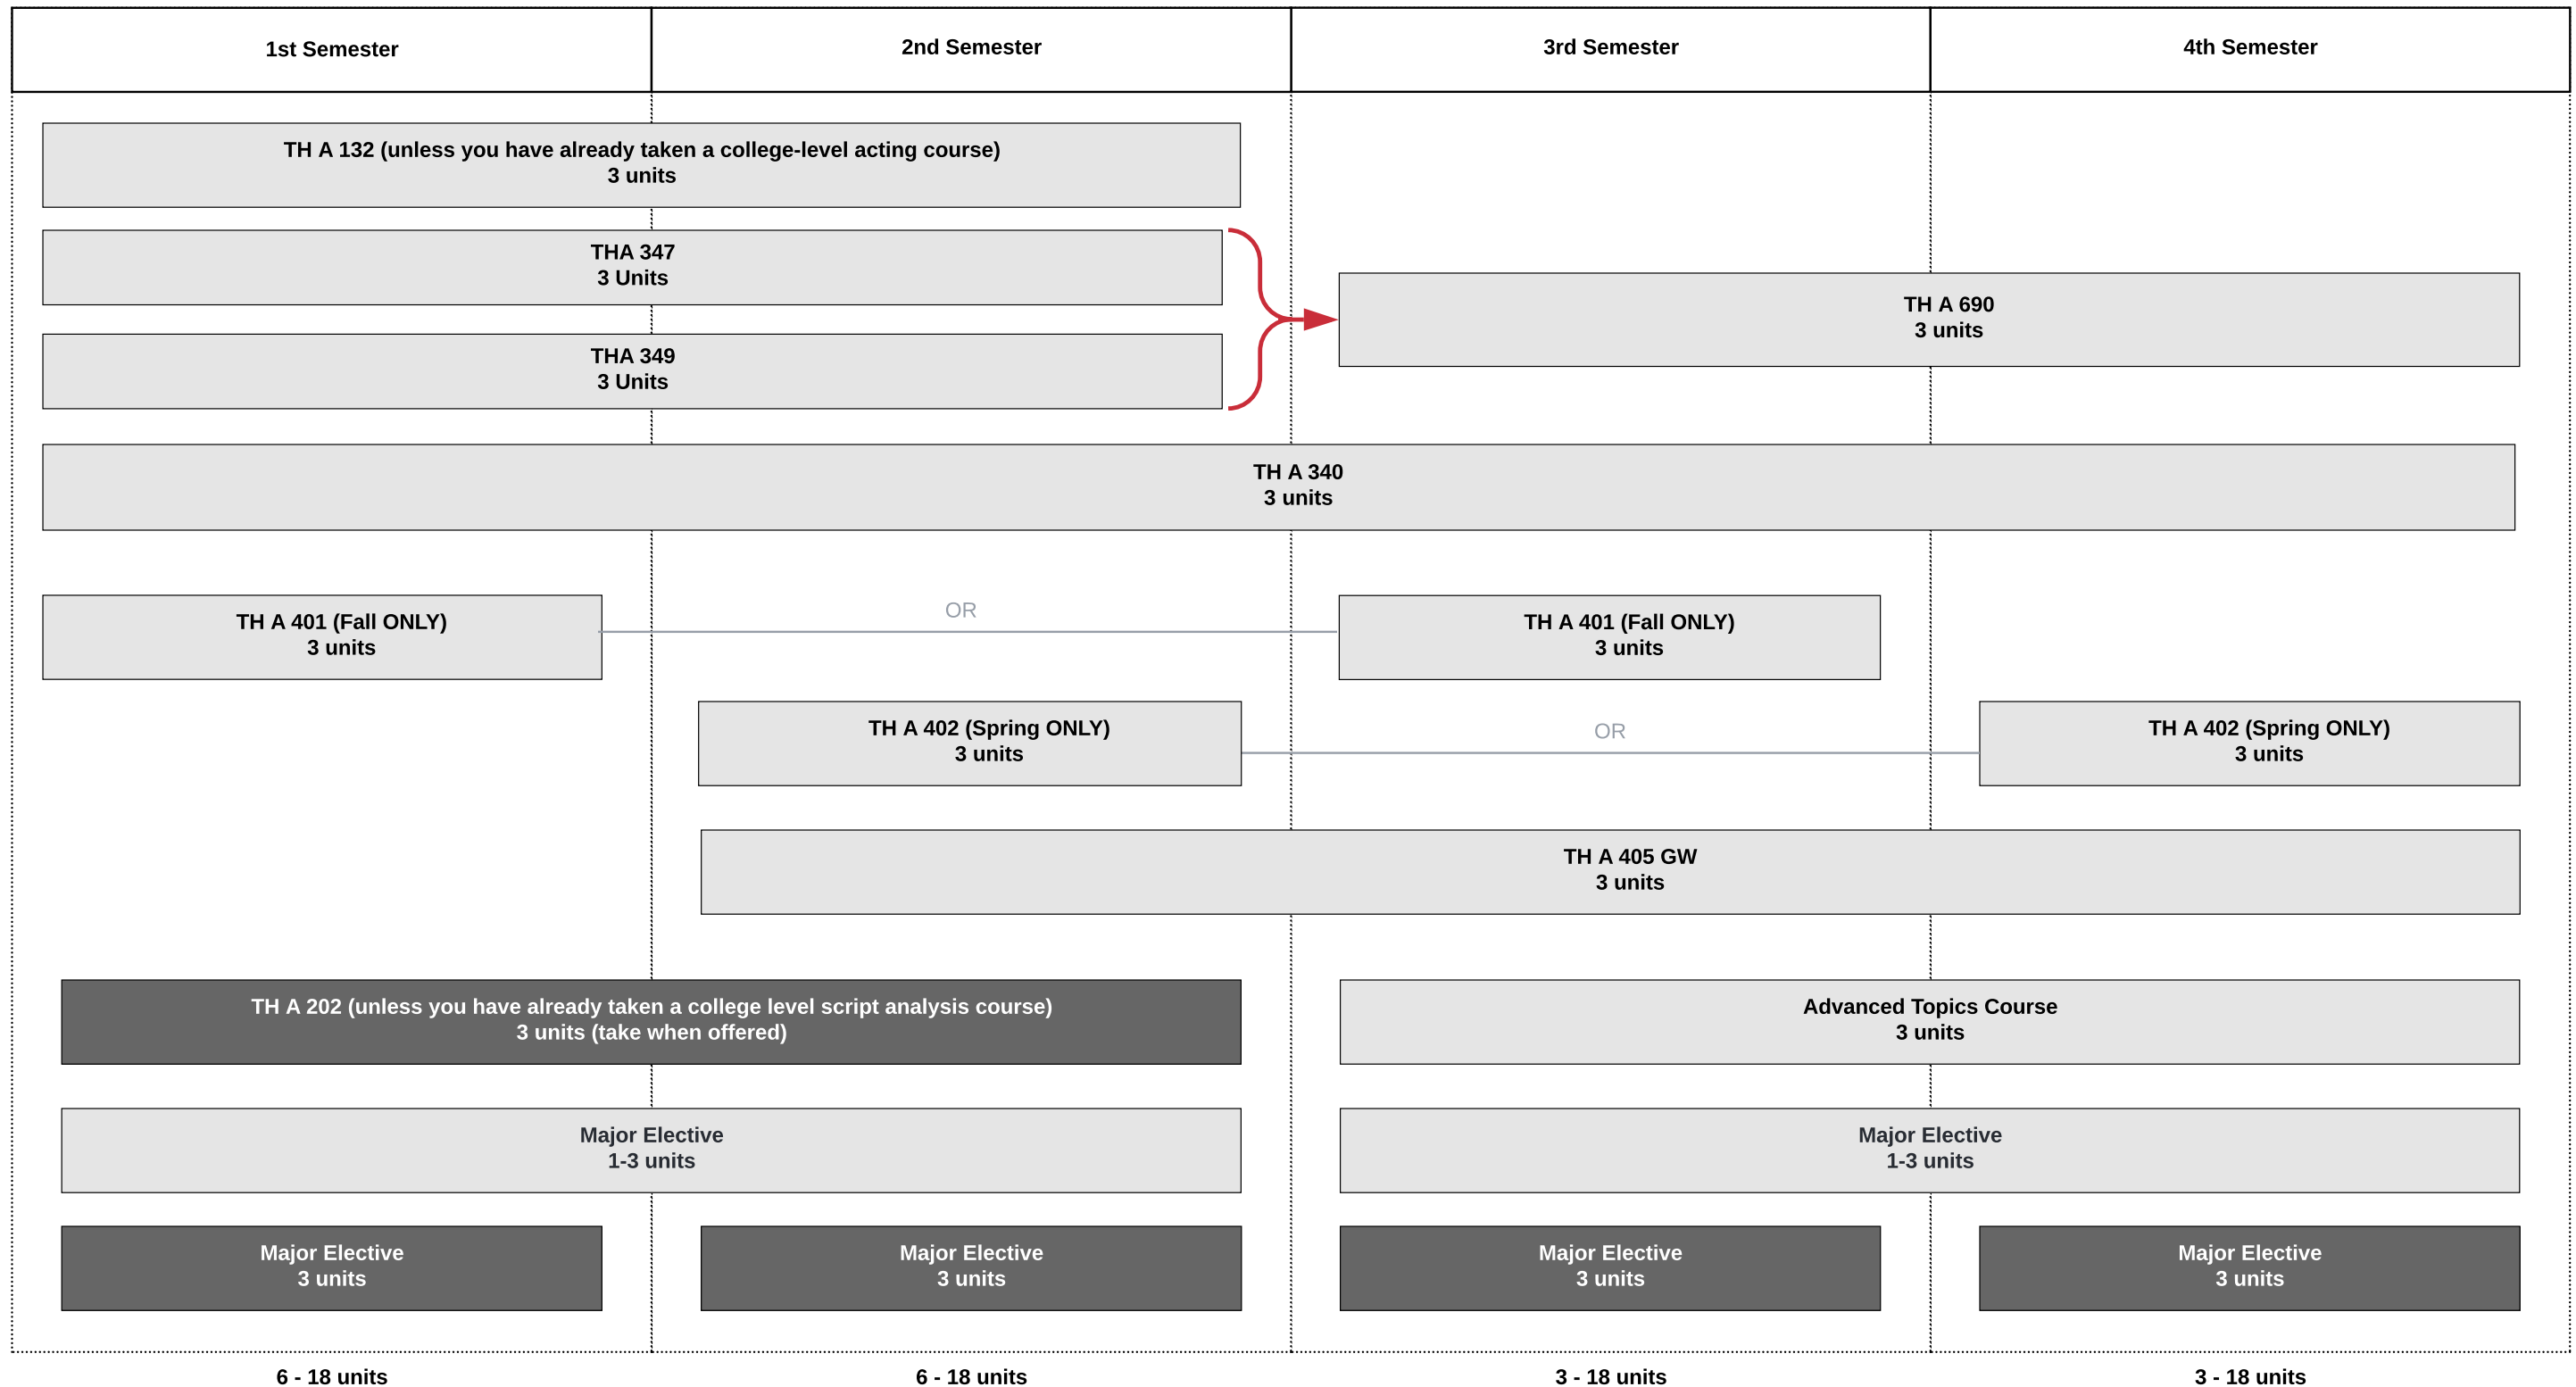 1st Semester
2nd Semester
3rd Semester
4th Semester
TH A 132 (unless you have already taken a college-level acting course)
3 units
THA 347
3 Units
THA 349
3 Units
TH A 690
3 units
TH A 340
3 units
TH A 401 (Fall ONLY)
3 units
OR
TH A 401 (Fall ONLY)
3 units
TH A 402 (Spring ONLY)
3 units
OR
TH A 402 (Spring ONLY)
3 units
TH A 405 GW
3 units
TH A 202 (unless you have already taken a college level script analysis course)
3 units (take when offered)
Advanced Topics Course
3 units
Major Elective
1-3 units
Major Elective
1-3 units
Major Elective
3 units
Major Elective
3 units
Major Elective
3 units
Major Elective
3 units
6 - 18 units
6 - 18 units
3 - 18 units
3 - 18 units